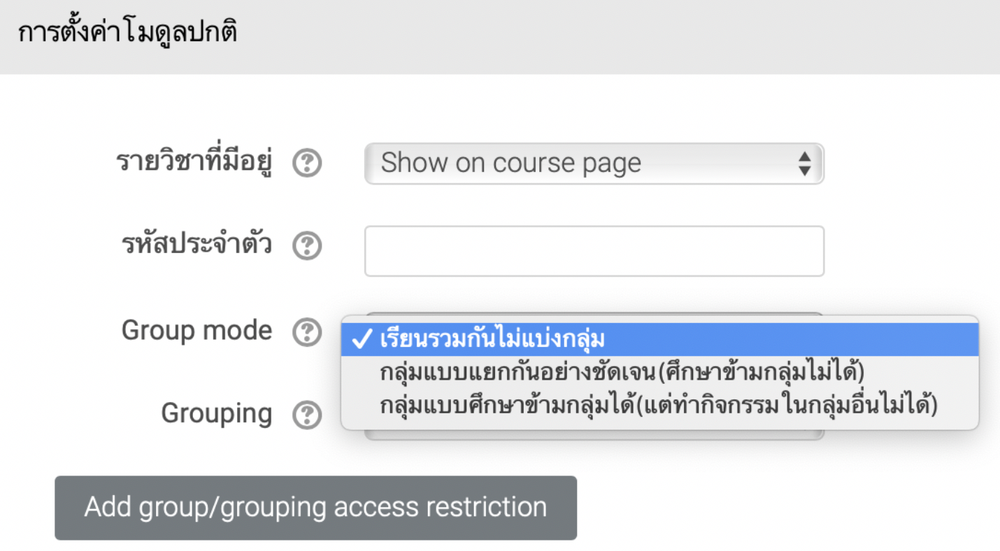 การตั้งค่าโมดูลปกติ
รายวิชาที่มีอยู่ Show on course page
รหัสประจำตัว
Group mode
เรียนรวมกันไม่แบ่งกลุ่ม
กลุ่มแบบแยกกันอย่างชัดเจน(ศึกษาข้ามกลุ่มไม่ได้)
กลุ่มแบบศึกษาข้ามกลุ่มได้(แต่ทำกิจกรรมในกลุ่มอื่นไม่ได้)
Grouping
Add group/grouping access restriction